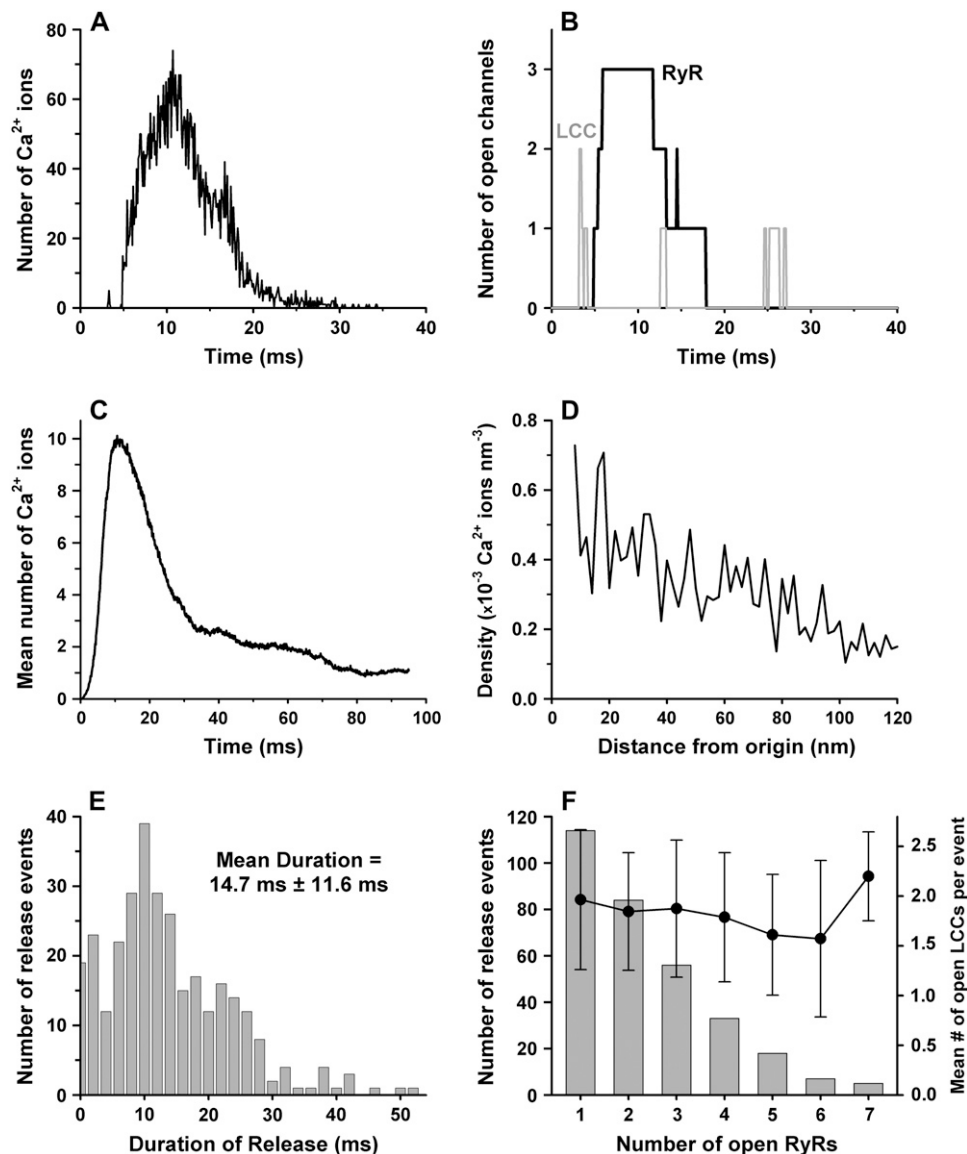 A
Number of Ca²⁺ ions
80
60
40
20
0
0 10 20 30 40
Time (ms)
B
Number of open channels
3
2
1
0
RyR
LCC
0 10 20 30 40
Time (ms)
C
Mean number of Ca²⁺ ions
10
8
6
4
2
0
0 20 40 60 80 100
Time (ms)
D
Density (x10⁻³ Ca²⁺ ions nm⁻³)
0.8
0.6
0.4
0.2
0.0
0 20 40 60 80 100 120
Distance from origin (nm)
E
Number of release events
40
30
20
10
0
Mean Duration =
14.7 ms ± 11.6 ms
0 10 20 30 40 50
Duration of Release (ms)
F
Number of release events
120
100
80
60
40
20
0
1 2 3 4 5 6 7
Number of open RyRs
2.5
2.0
1.5
1.0
0.5
0.0
Mean # of open LCCs per event